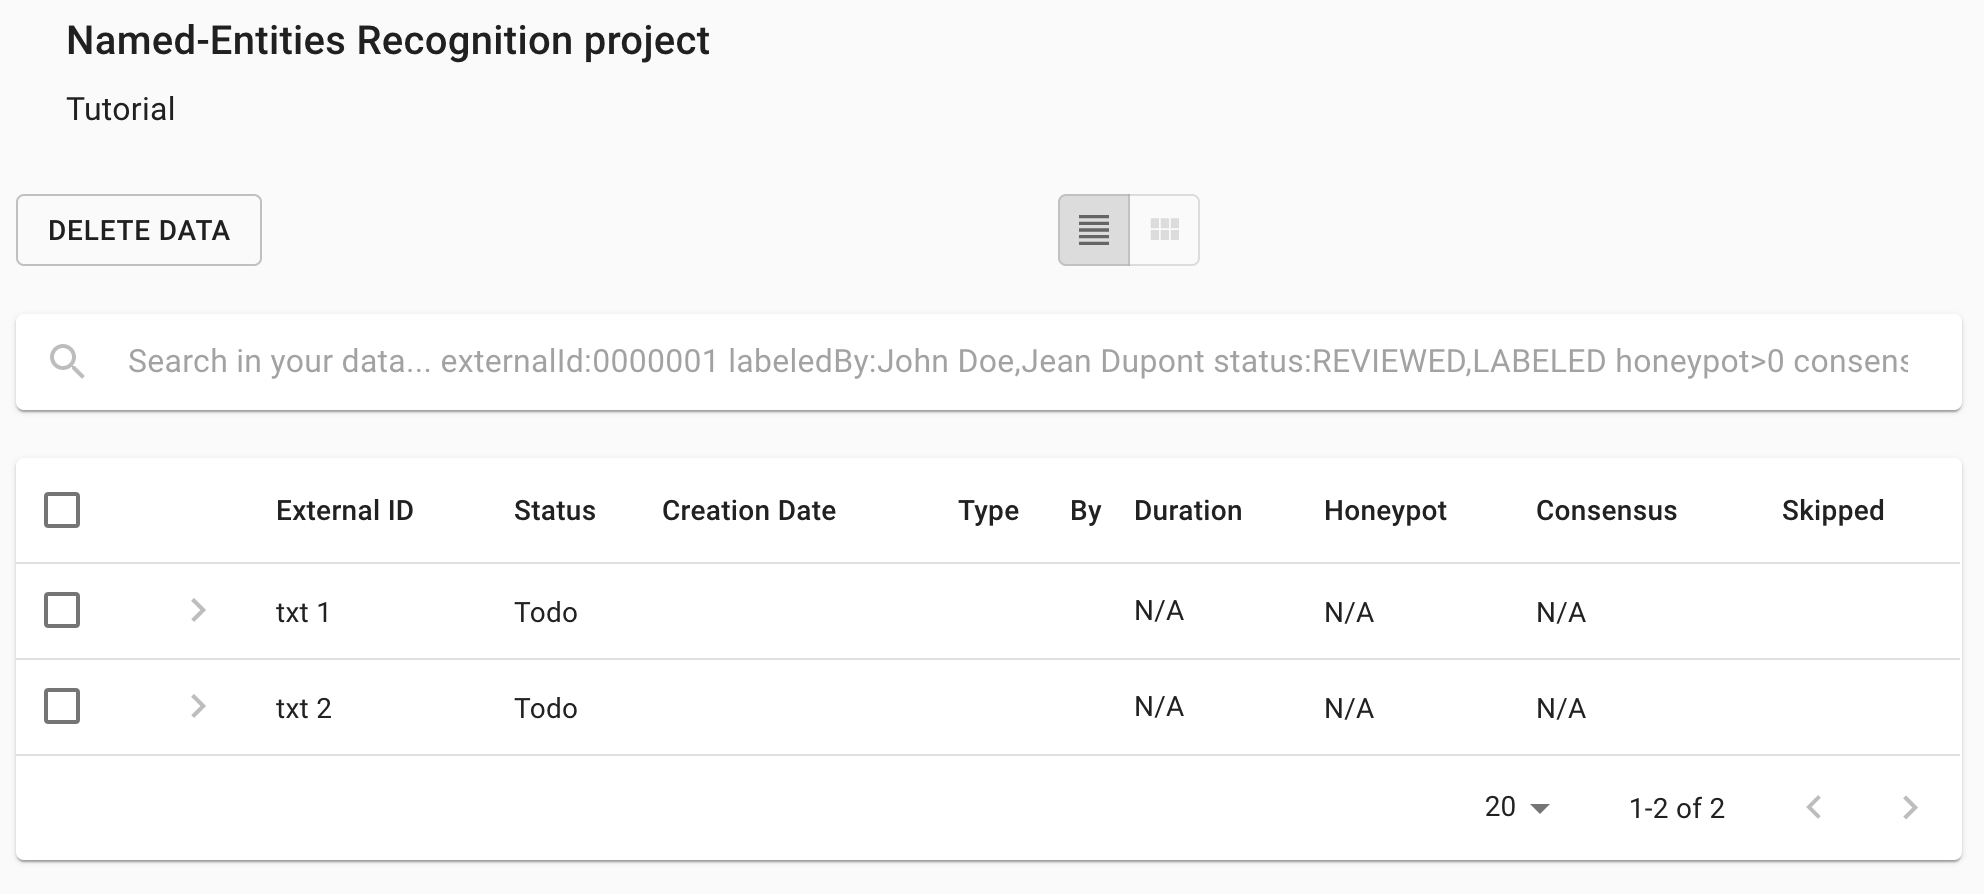 Named-Entities Recognition project
Tutorial
DELETE DATA
Search in your data... externalId:0000001 labeledBy:John Doe,Jean Dupont status:REVIEWED,LABELED honeypot>0 consens
External ID Status Creation Date Type By Duration Honeypot Consensus Skipped
txt 1 Todo N/A N/A N/A
txt 2 Todo N/A N/A N/A
20 1-2 of 2